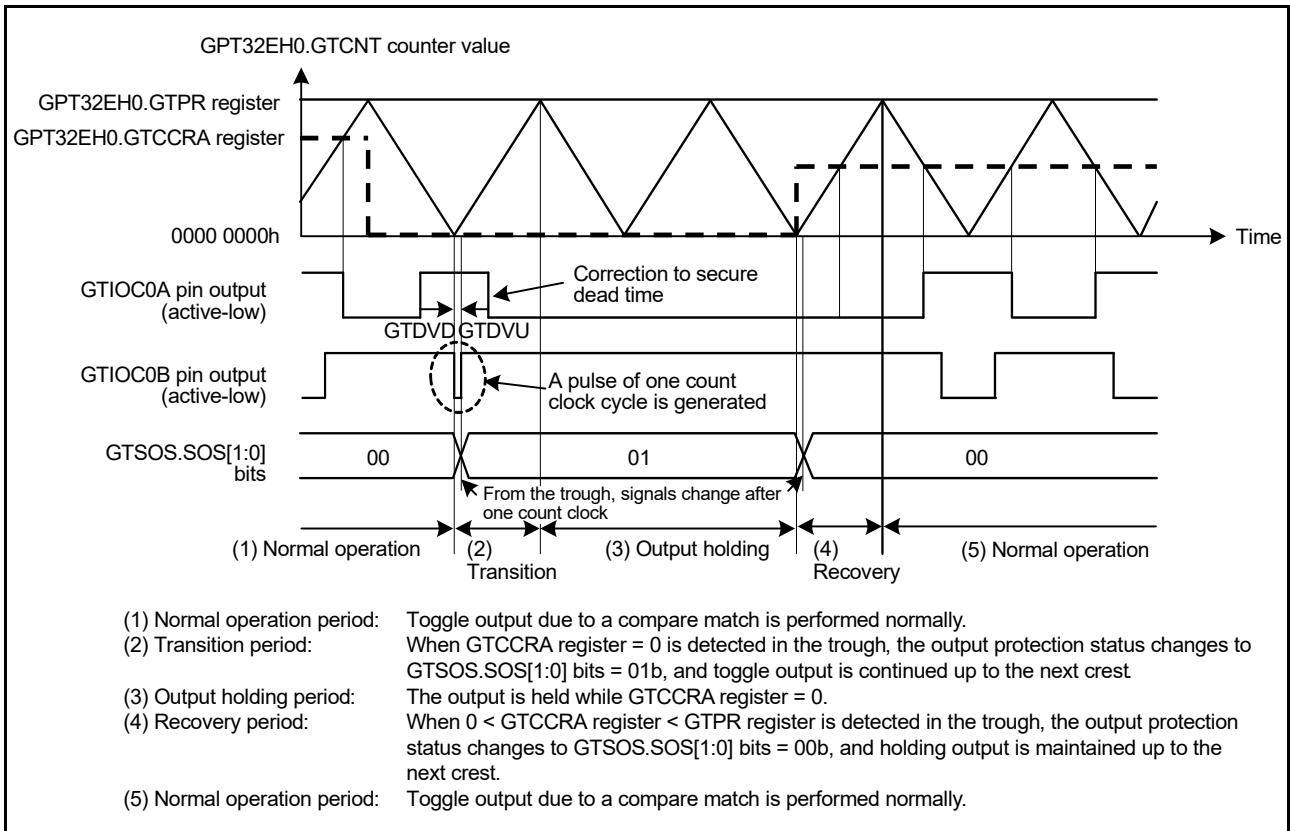 GPT32EH0.GTCNT counter value
GPT32EH0.GTPR register
GPT32EH0.GTCCRA register
0000 0000h
Time
GTIOC0A pin output
(active-low)
Correction to secure
dead time
GTDVD GTDVU
GTIOC0B pin output
(active-low)
A pulse of one count
clock cycle is generated
GTSOS.SOS[1:0]
bits
00
01
00
From the trough, signals change after
one count clock
(1) Normal operation
(2)
Transition
(3) Output holding
(4)
Recovery
(5) Normal operation
(1) Normal operation period: Toggle output due to a compare match is performed normally.
(2) Transition period: When GTCCRA register = 0 is detected in the trough, the output protection status changes to
GTSOS.SOS[1:0] bits = 01b, and toggle output is continued up to the next crest
(3) Output holding period: The output is held while GTCCRA register = 0.
(4) Recovery period: When 0 < GTCCRA register < GTPR register is detected in the trough, the output protection
status changes to GTSOS.SOS[1:0] bits = 00b, and holding output is maintained up to the
next crest.
(5) Normal operation period: Toggle output due to a compare match is performed normally.